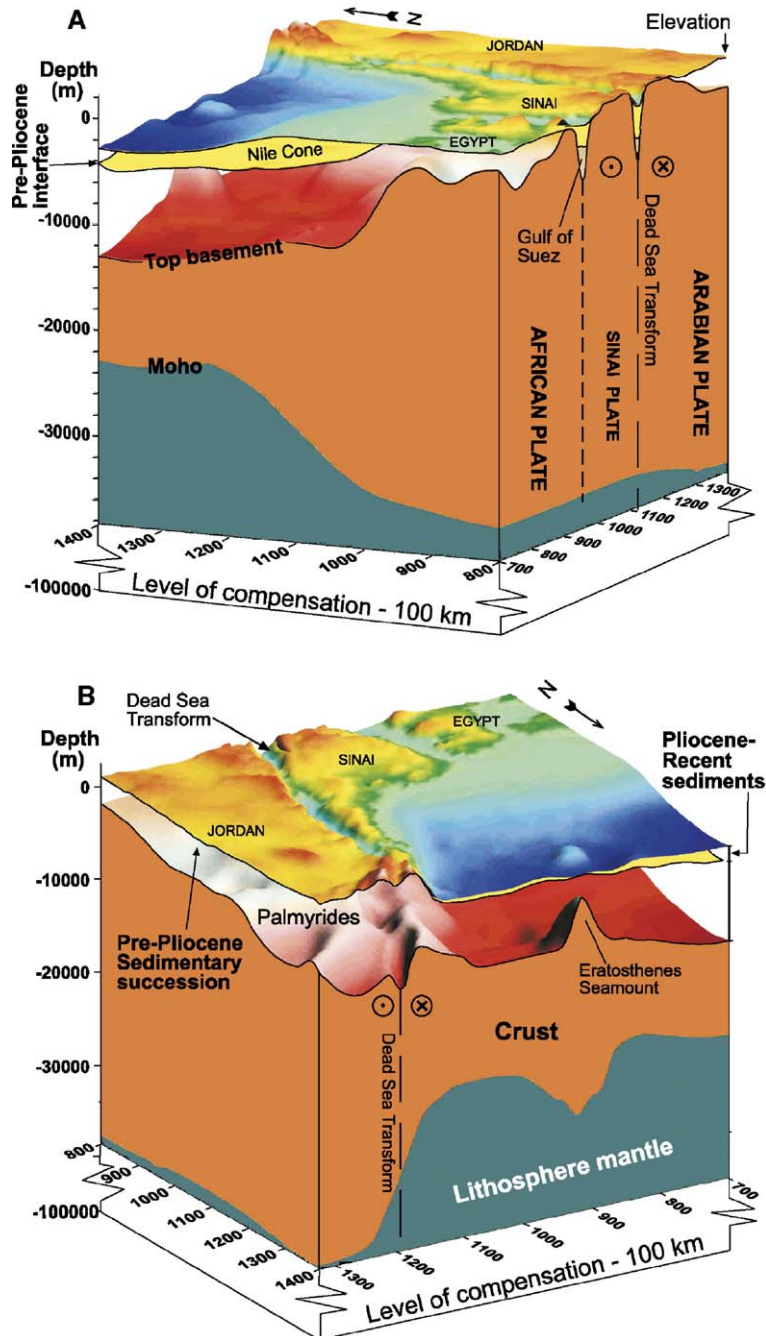 A
N
Elevation
JORDAN
Depth
(m)
0
SINAI
EGYPT
Nile Cone
Pre-Pliocene
interface
-10000
Top basement
Gulf of
Suez
-20000
Moho
-30000
AFRICAN PLATE
SINAI PLATE
Dead Sea Transform
ARABIAN PLATE
1400
1300
1200
1100
1000
900
800
700
800
900
1000
1100
1200
1300
-100000
Level of compensation - 100 km
B
Dead Sea
Transform
N
EGYPT
Depth
(m)
SINAI
Pliocene-
Recent
sediments
0
JORDAN
-10000
Palmyrides
Pre-Pliocene
Sedimentary
succession
Eratosthenes
Seamount
-20000
Crust
Dead Sea Transform
-30000
Lithosphere mantle
800
900
1000
1100
1200
1300
1400
1300
1200
1100
1000
900
800
700
-100000
Level of compensation - 100 km